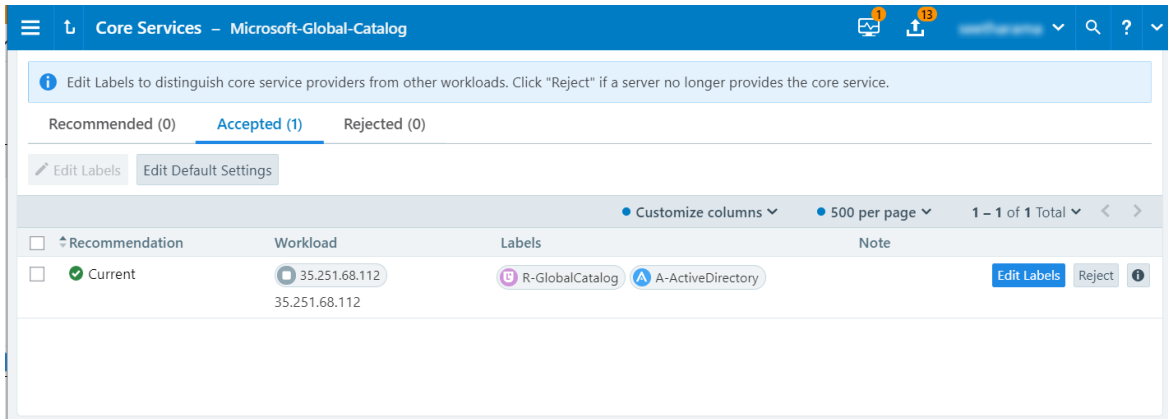 Core Services – Microsoft-Global-Catalog 1 13 ?
Edit Labels to distinguish core service providers from other workloads. Click "Reject" if a server no longer provides the core service.
Recommended (0) Accepted (1) Rejected (0)
Edit Labels Edit Default Settings
Customize columns 500 per page 1 – 1 of 1 Total
Recommendation Workload Labels Note
Current 35.251.68.112 R-GlobalCatalog A-ActiveDirectory Edit Labels Reject
35.251.68.112